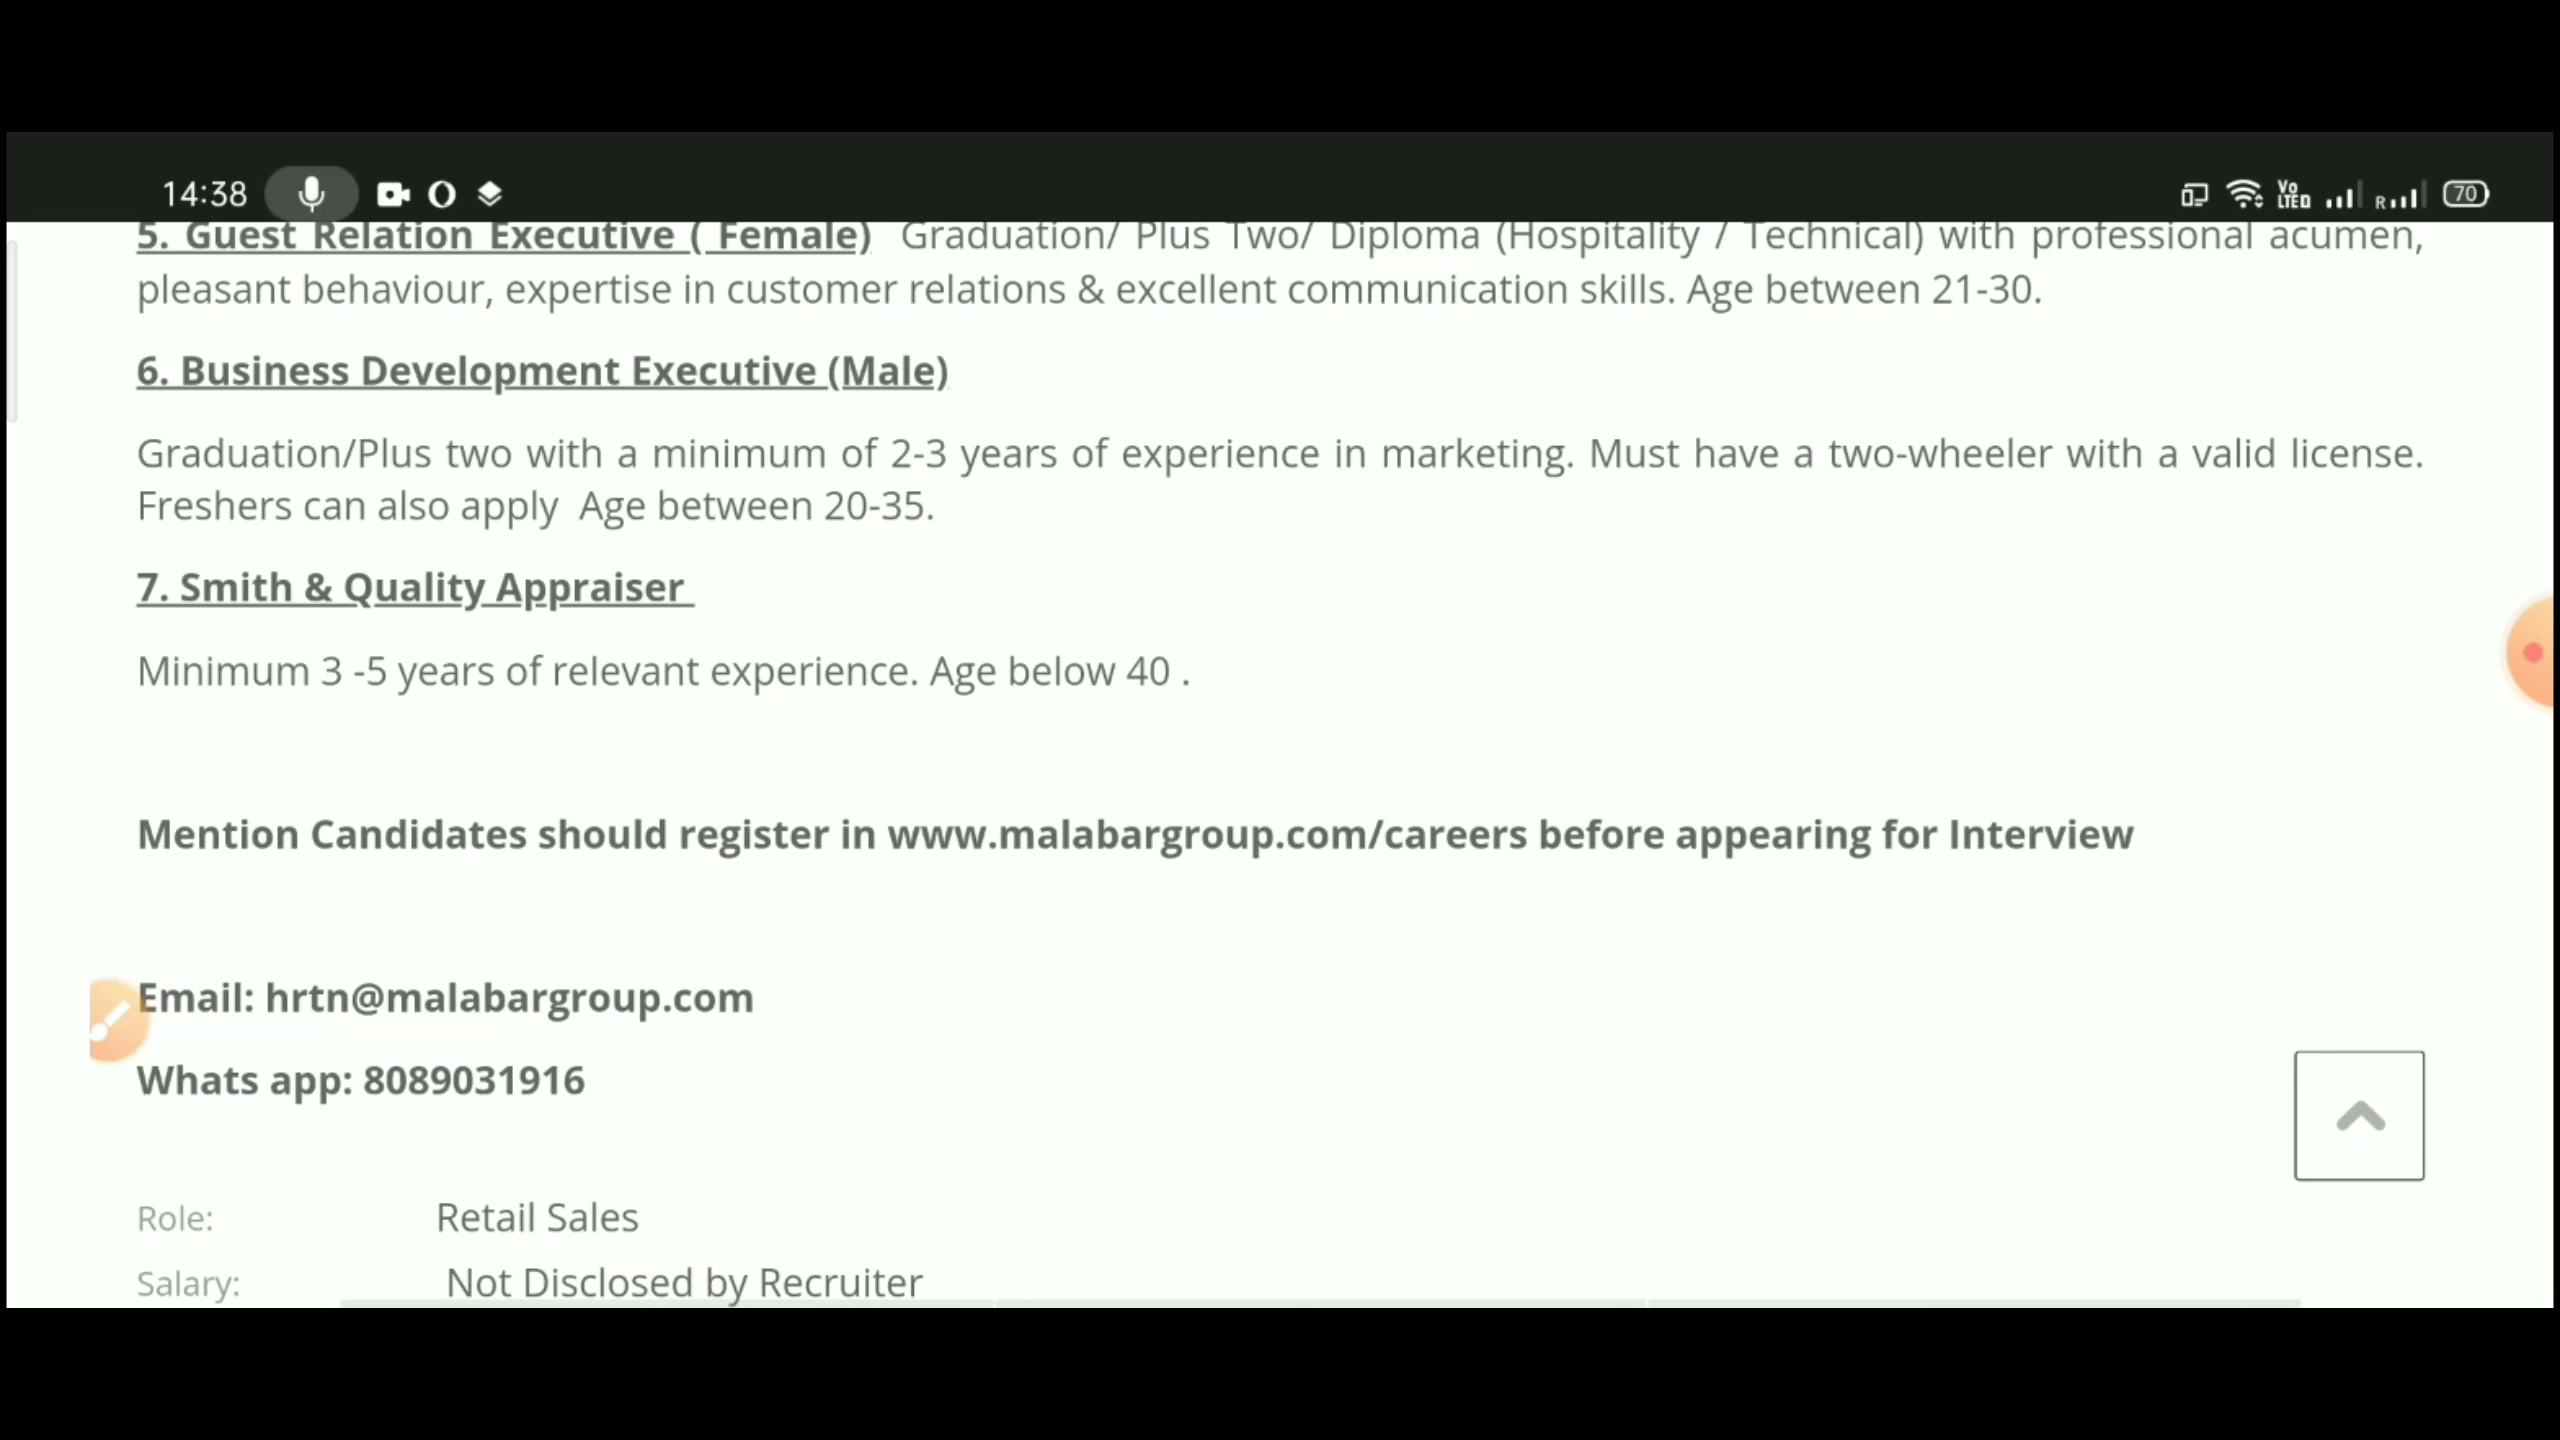 14:38
Vo
LTED
R
70
5. Guest Relation Executive ( Female) Graduation/ Plus Two/ Diploma (Hospitality / Technical) with professional acumen,
pleasant behaviour, expertise in customer relations & excellent communication skills. Age between 21-30.
6. Business Development Executive (Male)
Graduation/Plus two with a minimum of 2-3 years of experience in marketing. Must have a two-wheeler with a valid license.
Freshers can also apply  Age between 20-35.
7. Smith & Quality Appraiser
Minimum 3 -5 years of relevant experience. Age below 40 .
Mention Candidates should register in www.malabargroup.com/careers before appearing for Interview
Email: hrtn@malabargroup.com
Whats app: 8089031916
Role: Retail Sales
Salary: Not Disclosed by Recruiter